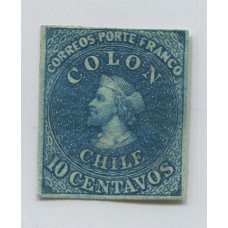 CORREOS PORTE FRANCO
COLON
CHILE
10 CENTAVOS